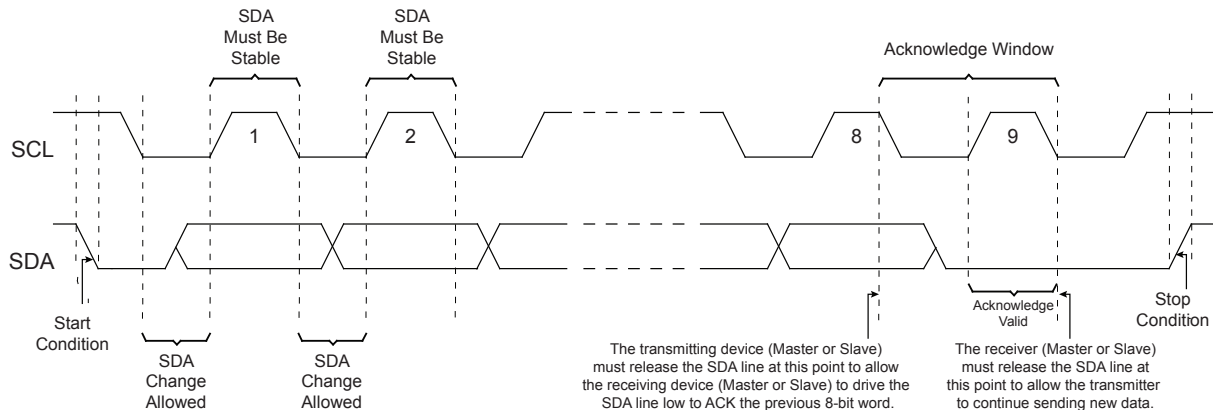 SDA
Must Be
Stable
SDA
Must Be
Stable
Acknowledge Window
SCL
1
2
8
9
SDA
Start
Condition
SDA
Change
Allowed
SDA
Change
Allowed
Acknowledge
Valid
Stop
Condition
The transmitting device (Master or Slave)
must release the SDA line at this point to allow
the receiving device (Master or Slave) to drive the
SDA line low to ACK the previous 8-bit word.
The receiver (Master or Slave)
must release the SDA line at
this point to allow the transmitter
to continue sending new data.